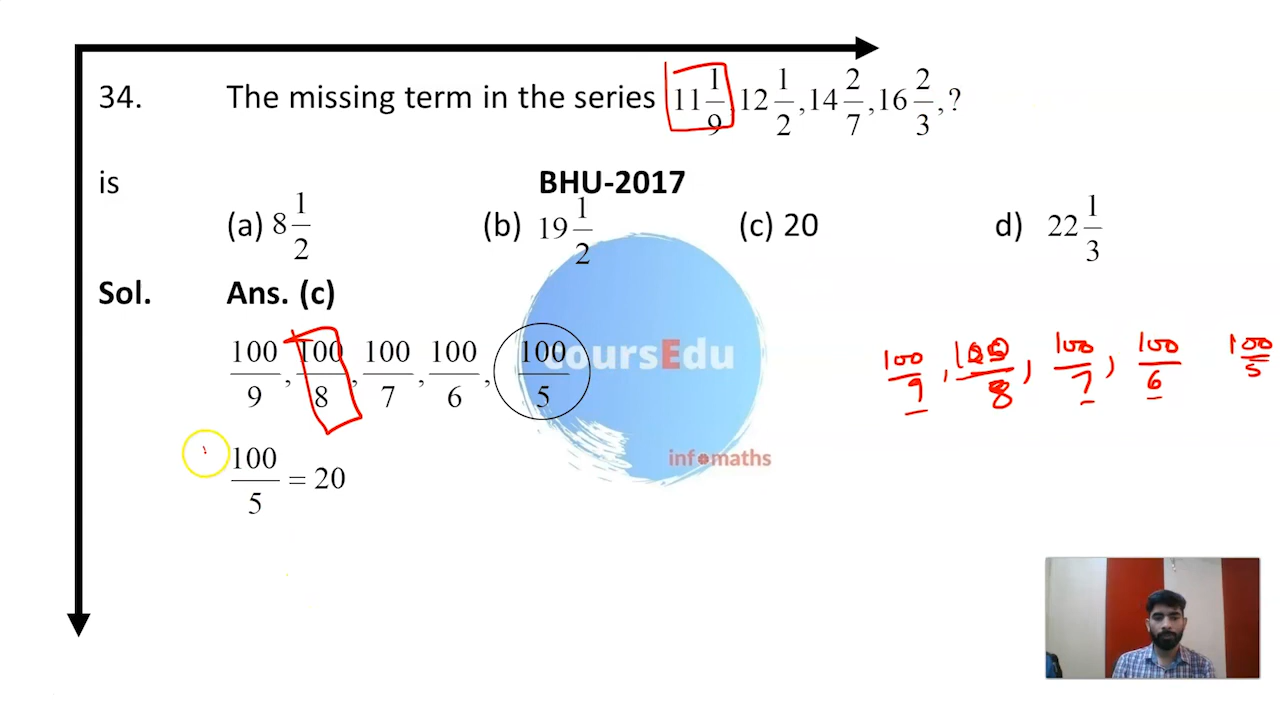 34. The missing term in the series 11 1/9, 12 1/2, 14 2/7, 16 2/3, ?
is BHU-2017
(a) 8 1/2 (b) 19 1/2 (c) 20 d) 22 1/3
Sol. Ans. (c)
100/9, 100/8, 100/7, 100/6, 100/5
100/9, 100/8, 100/7, 100/6 100/5
CoursEdu
infomaths
100/5 = 20